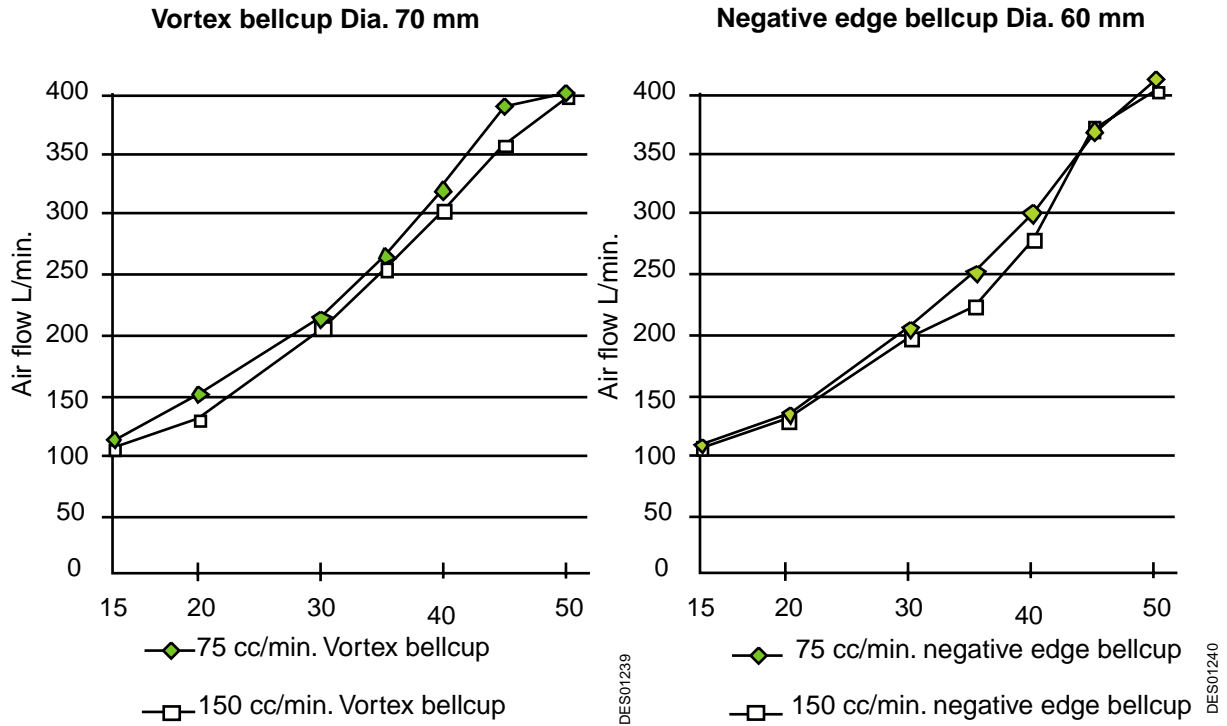 Vortex bellcup Dia. 70 mm
Air flow L/min.
400
350
300
250
200
150
100
50
0
15 20 30 40 50
75 cc/min. Vortex bellcup
150 cc/min. Vortex bellcup
DES01239
Negative edge bellcup Dia. 60 mm
Air flow L/min.
400
350
300
250
200
150
100
50
0
15 20 30 40 50
75 cc/min. negative edge bellcup
150 cc/min. negative edge bellcup
DES01240